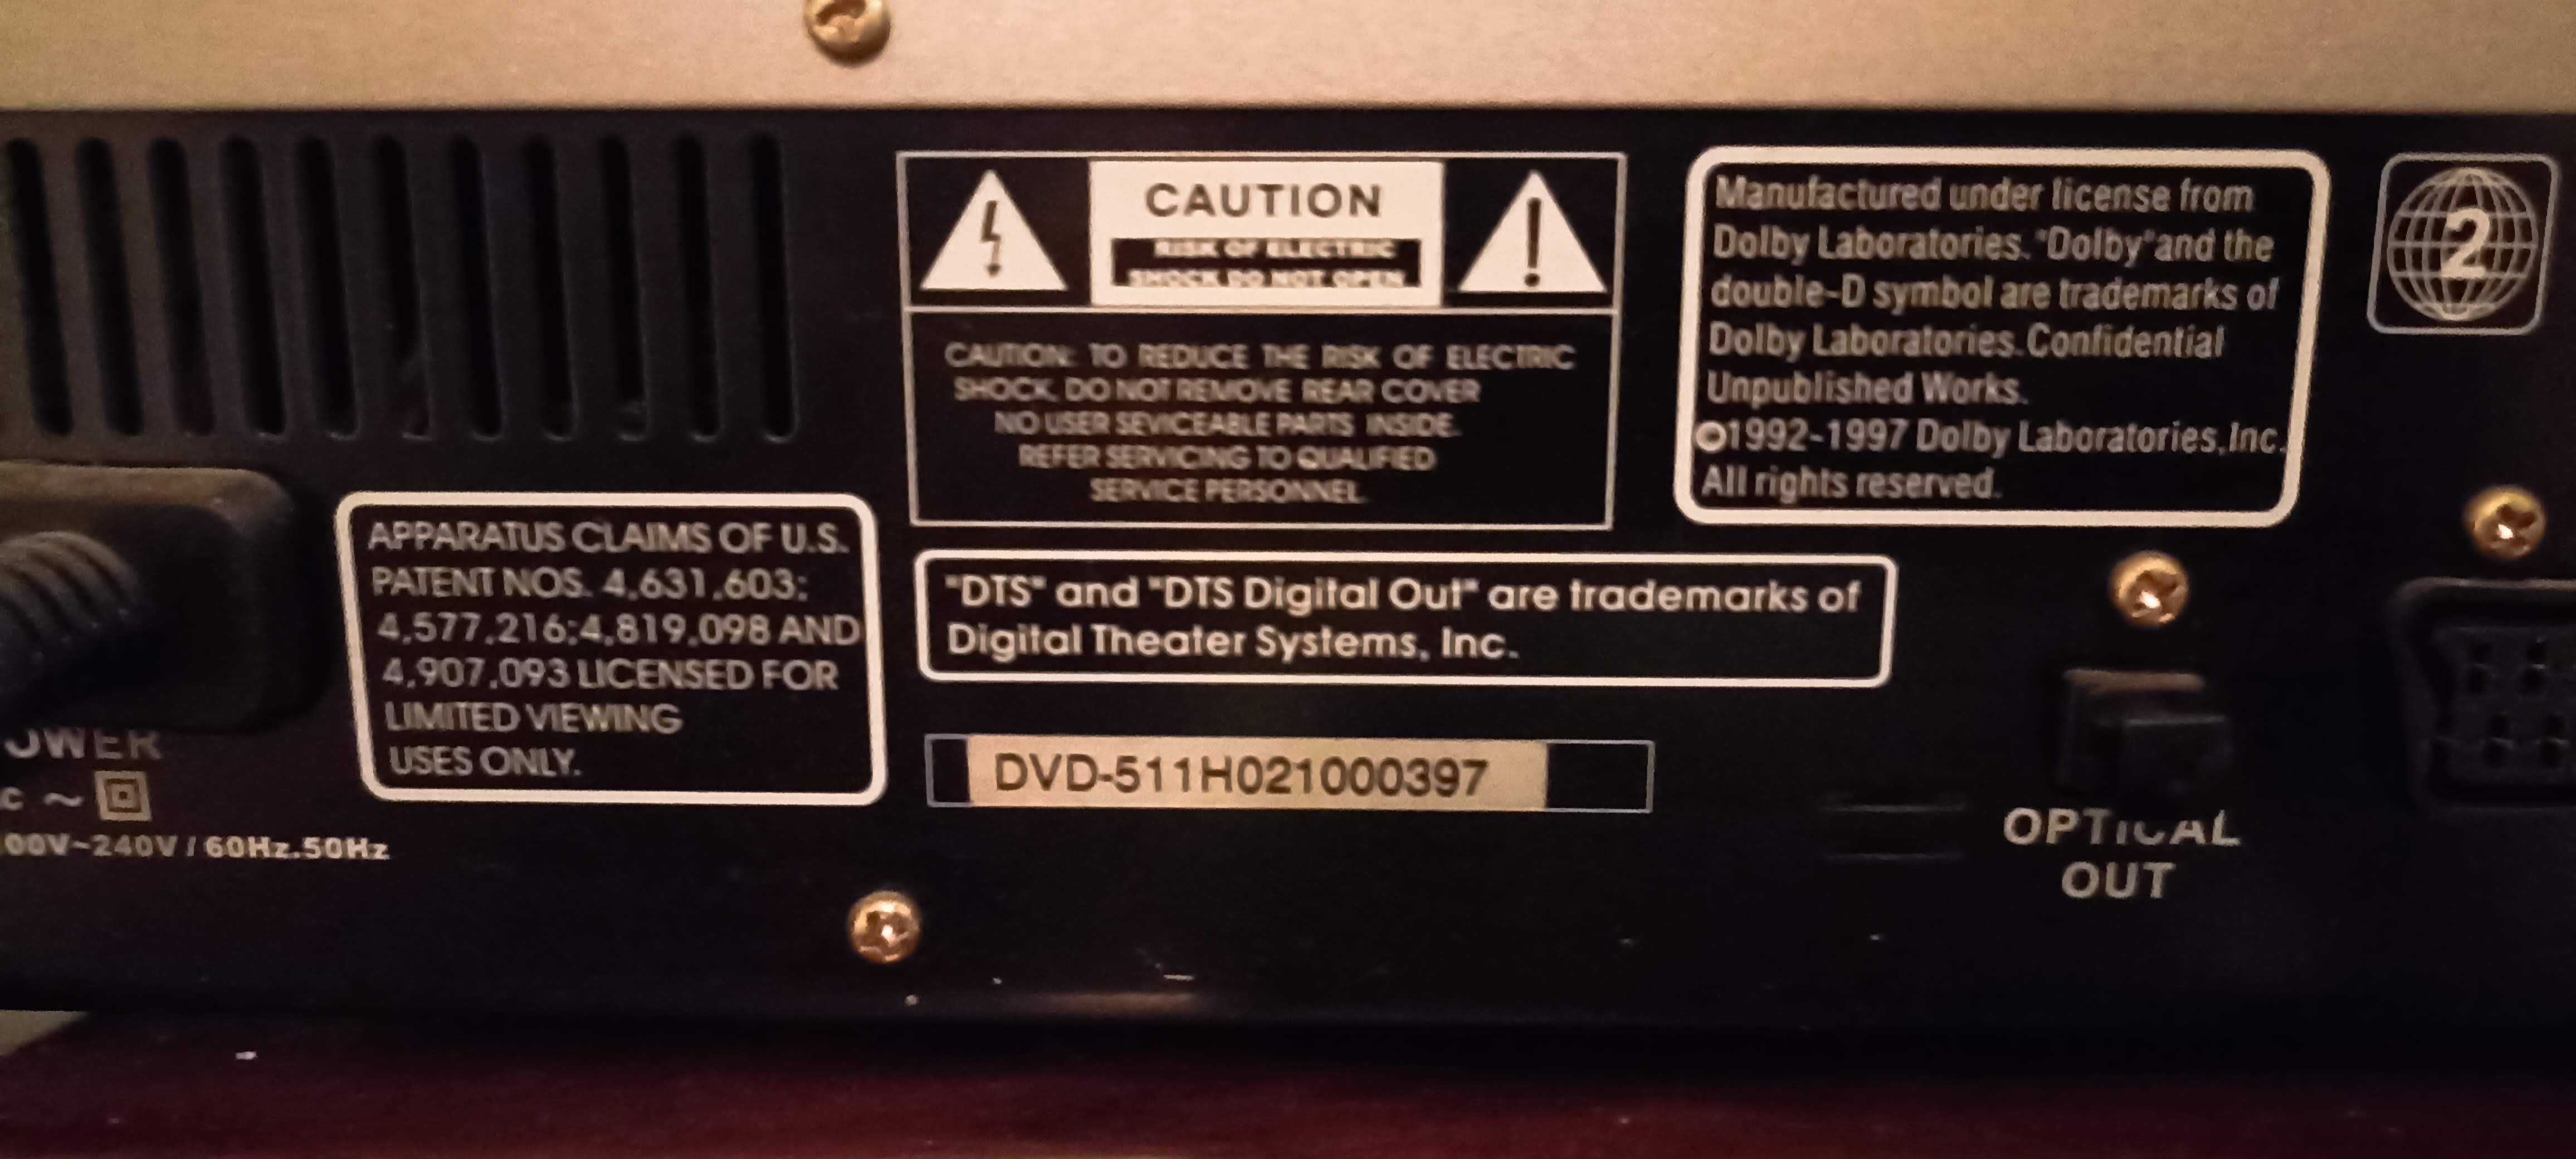 CAUTION
RISK OF ELECTRIC
SHOCK DO NOT OPEN
CAUTION: TO REDUCE THE RISK OF ELECTRIC
SHOCK, DO NOT REMOVE REAR COVER
NO USER SEVICEABLE PARTS INSIDE.
REFER SERVICING TO QUALIFIED
SERVICE PERSONNEL
Manufactured under license from
Dolby Laboratories. "Dolby" and the
double-D symbol are trademarks of
Dolby Laboratories. Confidential
Unpublished Works.
©1992-1997 Dolby Laboratories,Inc.
All rights reserved.
2
APPARATUS CLAIMS OF U.S.
PATENT NOS. 4,631,603;
4,577,216;4,819,098 AND
4,907,093 LICENSED FOR
LIMITED VIEWING
USES ONLY.
"DTS" and "DTS Digital Out" are trademarks of
Digital Theater Systems, Inc.
DVD-511H021000397
OWER
C ~
00V~240V / 60Hz.50Hz
OPTICAL
OUT